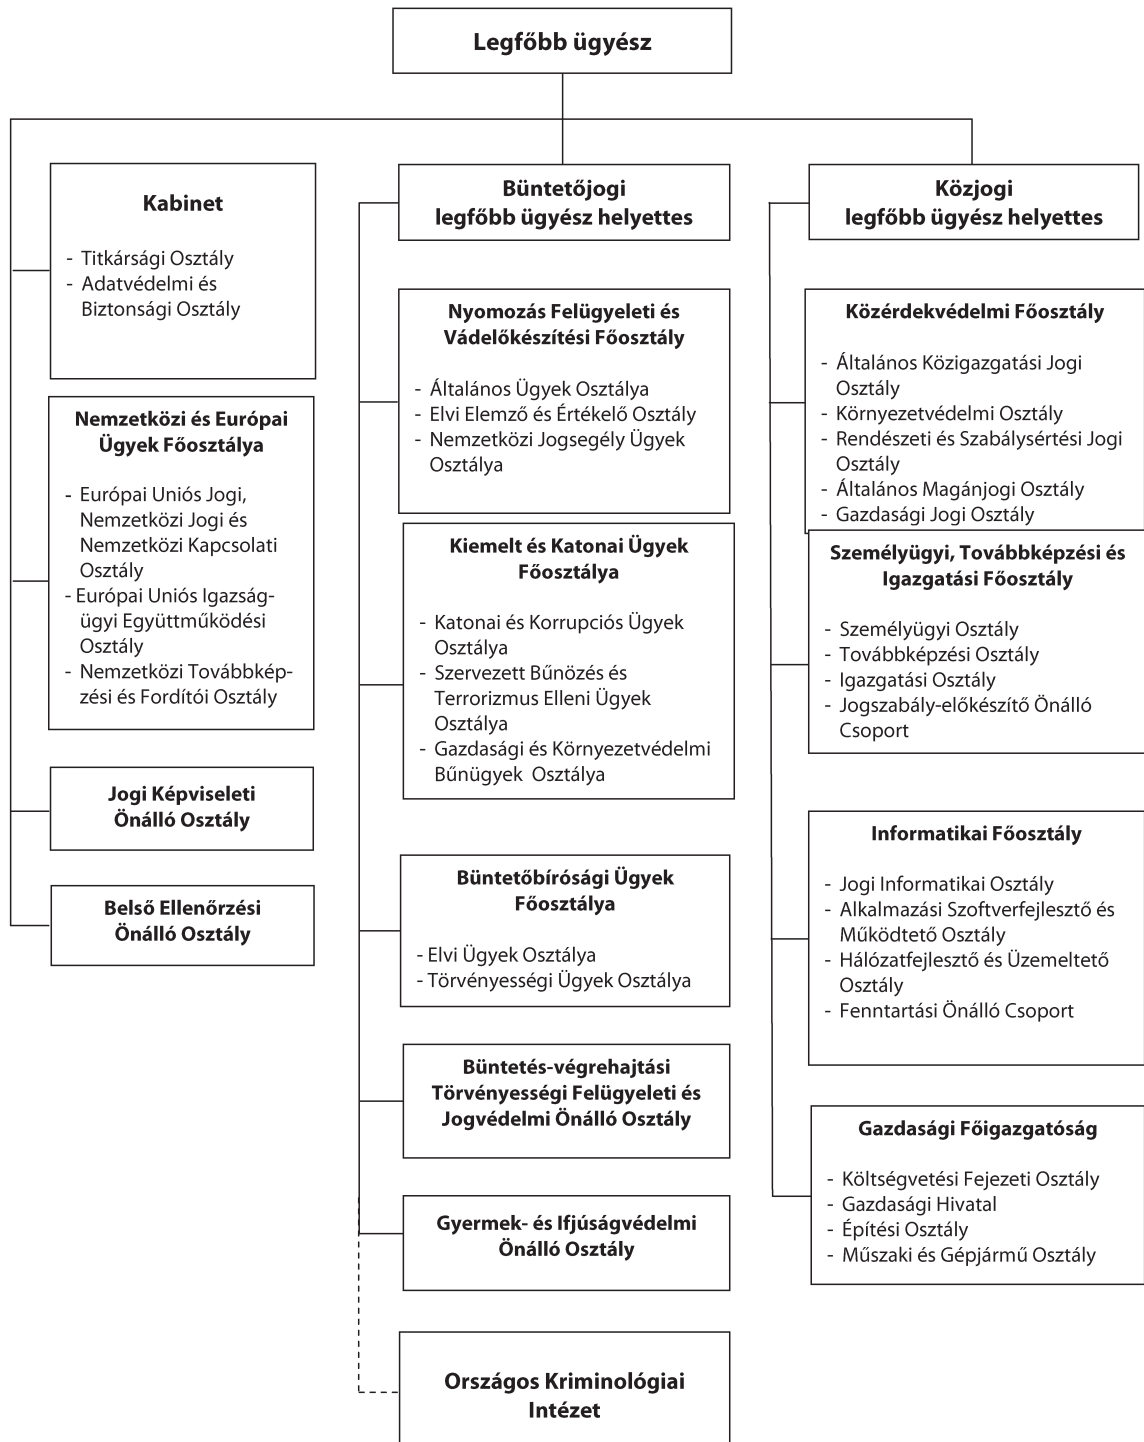 Legfőbb ügyész
Kabinet
- Titkársági Osztály
- Adatvédelmi és
Biztonsági Osztály
Nemzetközi és Európai
Ügyek Főosztálya
- Európai Uniós Jogi,
Nemzetközi Jogi és
Nemzetközi Kapcsolati
Osztály
- Európai Uniós Igazság-
ügyi Együttműködési
Osztály
- Nemzetközi Továbbkép-
zési és Fordítói Osztály
Jogi Képviseleti
Önálló Osztály
Belső Ellenőrzési
Önálló Osztály
Büntetőjogi
legfőbb ügyész helyettes
Nyomozás Felügyeleti és
Vádelőkészítési Főosztály
- Általános Ügyek Osztálya
- Elvi Elemző és Értékelő Osztály
- Nemzetközi Jogsegély Ügyek
Osztálya
Kiemelt és Katonai Ügyek
Főosztálya
- Katonai és Korrupciós Ügyek
Osztálya
- Szervezett Bűnözés és
Terrorizmus Elleni Ügyek
Osztálya
- Gazdasági és Környezetvédelmi
Bűnügyek Osztálya
Büntetőbírósági Ügyek
Főosztálya
- Elvi Ügyek Osztálya
- Törvényességi Ügyek Osztálya
Büntetés-végrehajtási
Törvényességi Felügyeleti és
Jogvédelmi Önálló Osztály
Gyermek- és Ifjúságvédelmi
Önálló Osztály
Országos Kriminológiai
Intézet
Közjogi
legfőbb ügyész helyettes
Közérdekvédelmi Főosztály
- Általános Közigazgatási Jogi
Osztály
- Környezetvédelmi Osztály
- Rendészeti és Szabálysértési Jogi
Osztály
- Általános Magánjogi Osztály
- Gazdasági Jogi Osztály
Személyügyi, Továbbképzési és
Igazgatási Főosztály
- Személyügyi Osztály
- Továbbképzési Osztály
- Igazgatási Osztály
- Jogszabály-előkészítő Önálló
Csoport
Informatikai Főosztály
- Jogi Informatikai Osztály
- Alkalmazási Szoftverfejlesztő és
Működtető Osztály
- Hálózatfejlesztő és Üzemeltető
Osztály
- Fenntartási Önálló Csoport
Gazdasági Főigazgatóság
- Költségvetési Fejezeti Osztály
- Gazdasági Hivatal
- Építési Osztály
- Műszaki és Gépjármű Osztály